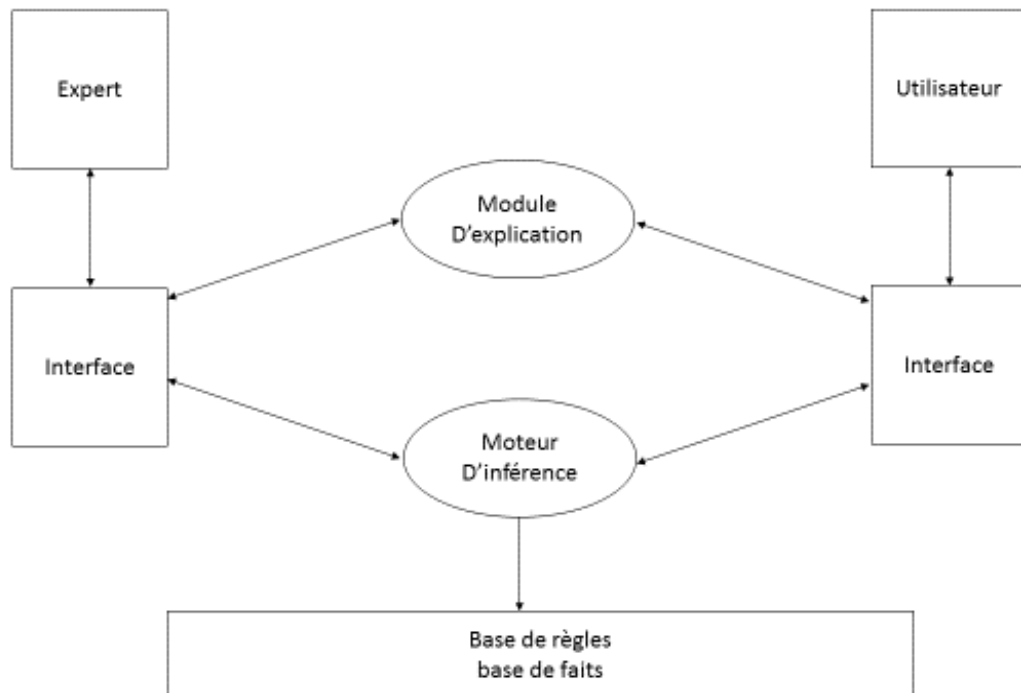 Expert
Utilisateur
Module
D'explication
Interface
Interface
Moteur
D'inférence
Base de règles
base de faits